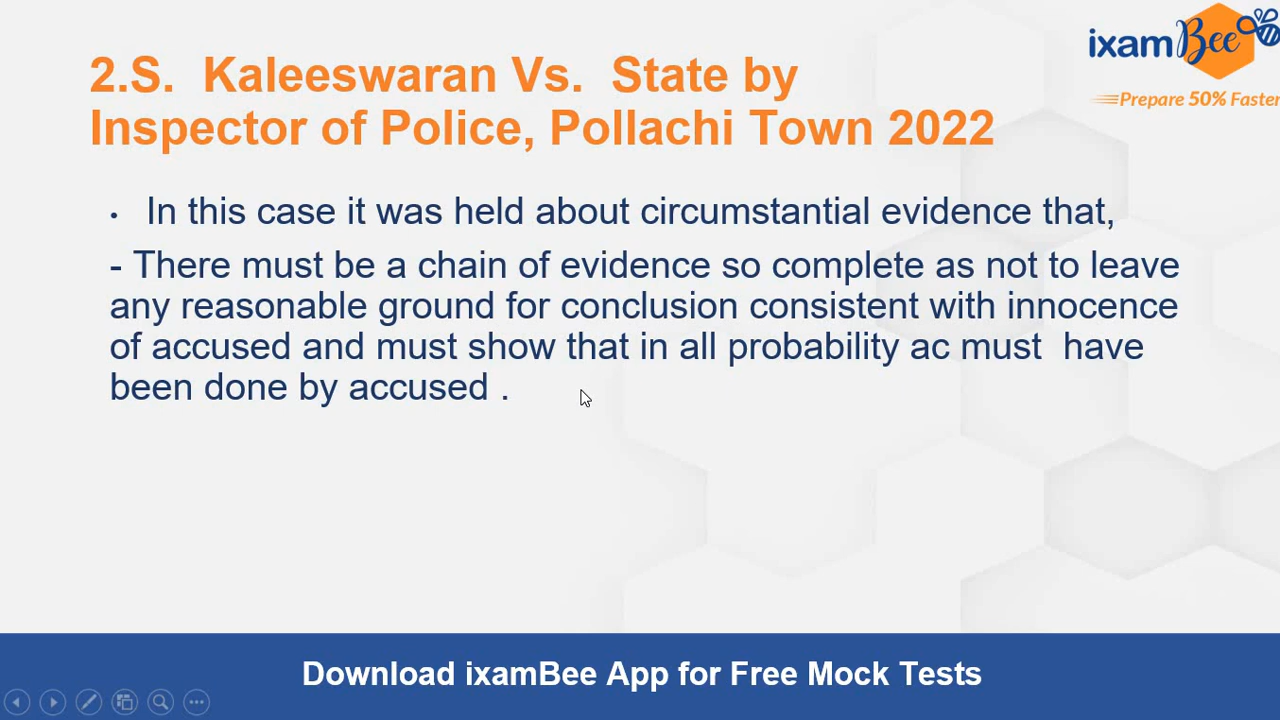 ixamBee
Prepare 50% Faster
2.S. Kaleeswaran Vs. State by
Inspector of Police, Pollachi Town 2022
• In this case it was held about circumstantial evidence that,
- There must be a chain of evidence so complete as not to leave
any reasonable ground for conclusion consistent with innocence
of accused and must show that in all probability ac must have
been done by accused .
Download ixamBee App for Free Mock Tests